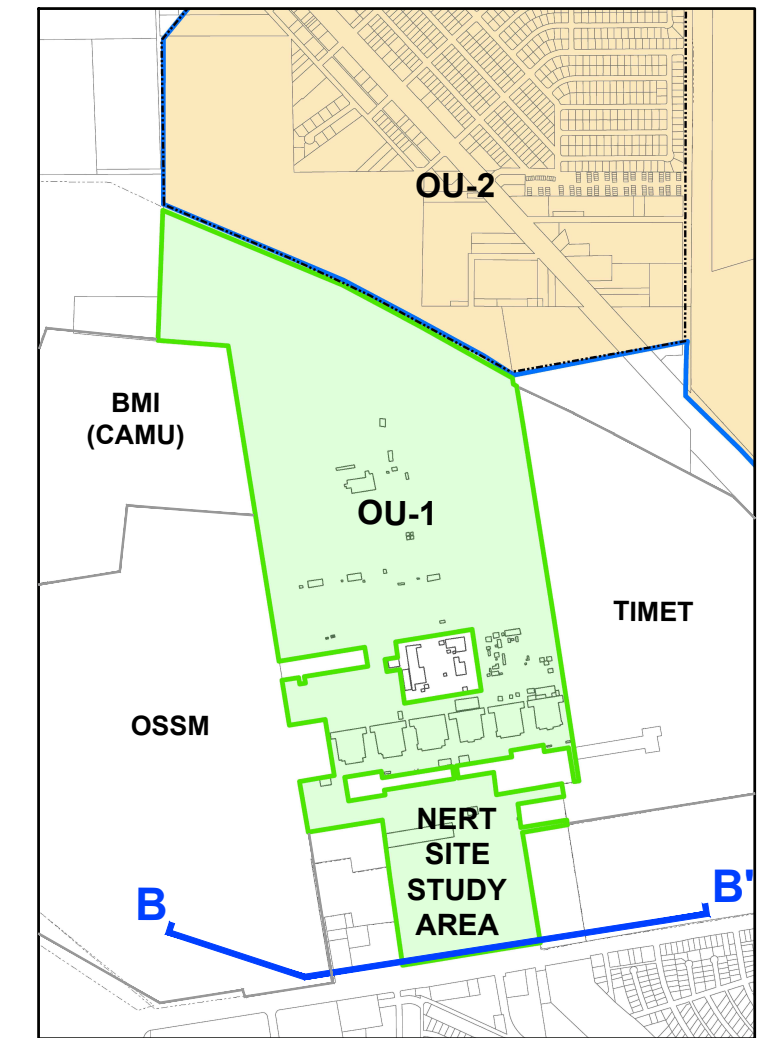 OU-2
BMI
(CAMU)
OU-1
TIMET
OSSM
NERT
SITE
STUDY
AREA
B
B'